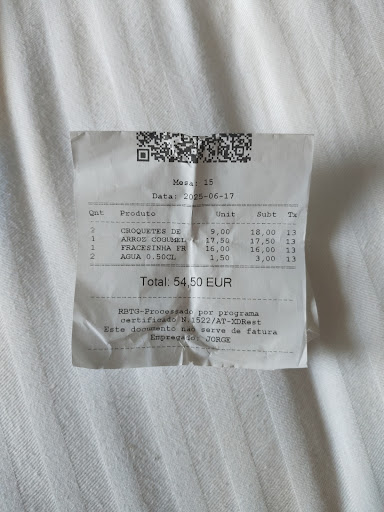 Mesa: 15
Data: 2025-06-17
Qnt Produto Unit Subt Tx
2 CROQUETES DE 9,00 18,00 13
1 ARROZ COGUMEL 17,50 17,50 13
1 FRACESINHA FR 16,00 16,00 13
2 AGUA 0.50CL 1,50 3,00 13
Total: 54,50 EUR
RBTG-Processado por programa
certificado N.1522/AT-XDRest
Este documento nao serve de fatura
Empregado: JORGE